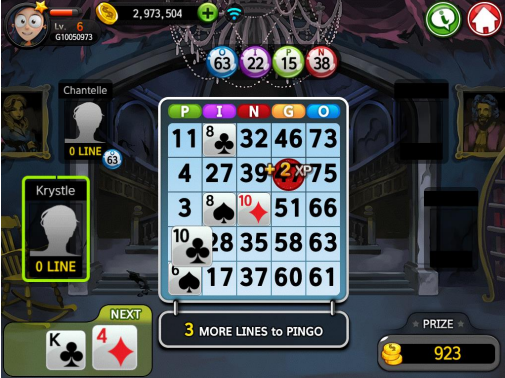 Lv. 6
G10050973
2,973,504
O 63
I 22
P 15
N 38
Chantelle
0 LINE
O 63
Krystle
0 LINE
P I N G O
11 8 32 46 73
4 27 39 +2 XP 75
3 8 10 51 66
10 28 35 58 63
6 17 37 60 61
NEXT
K 4
3 MORE LINES to PINGO
PRIZE
923